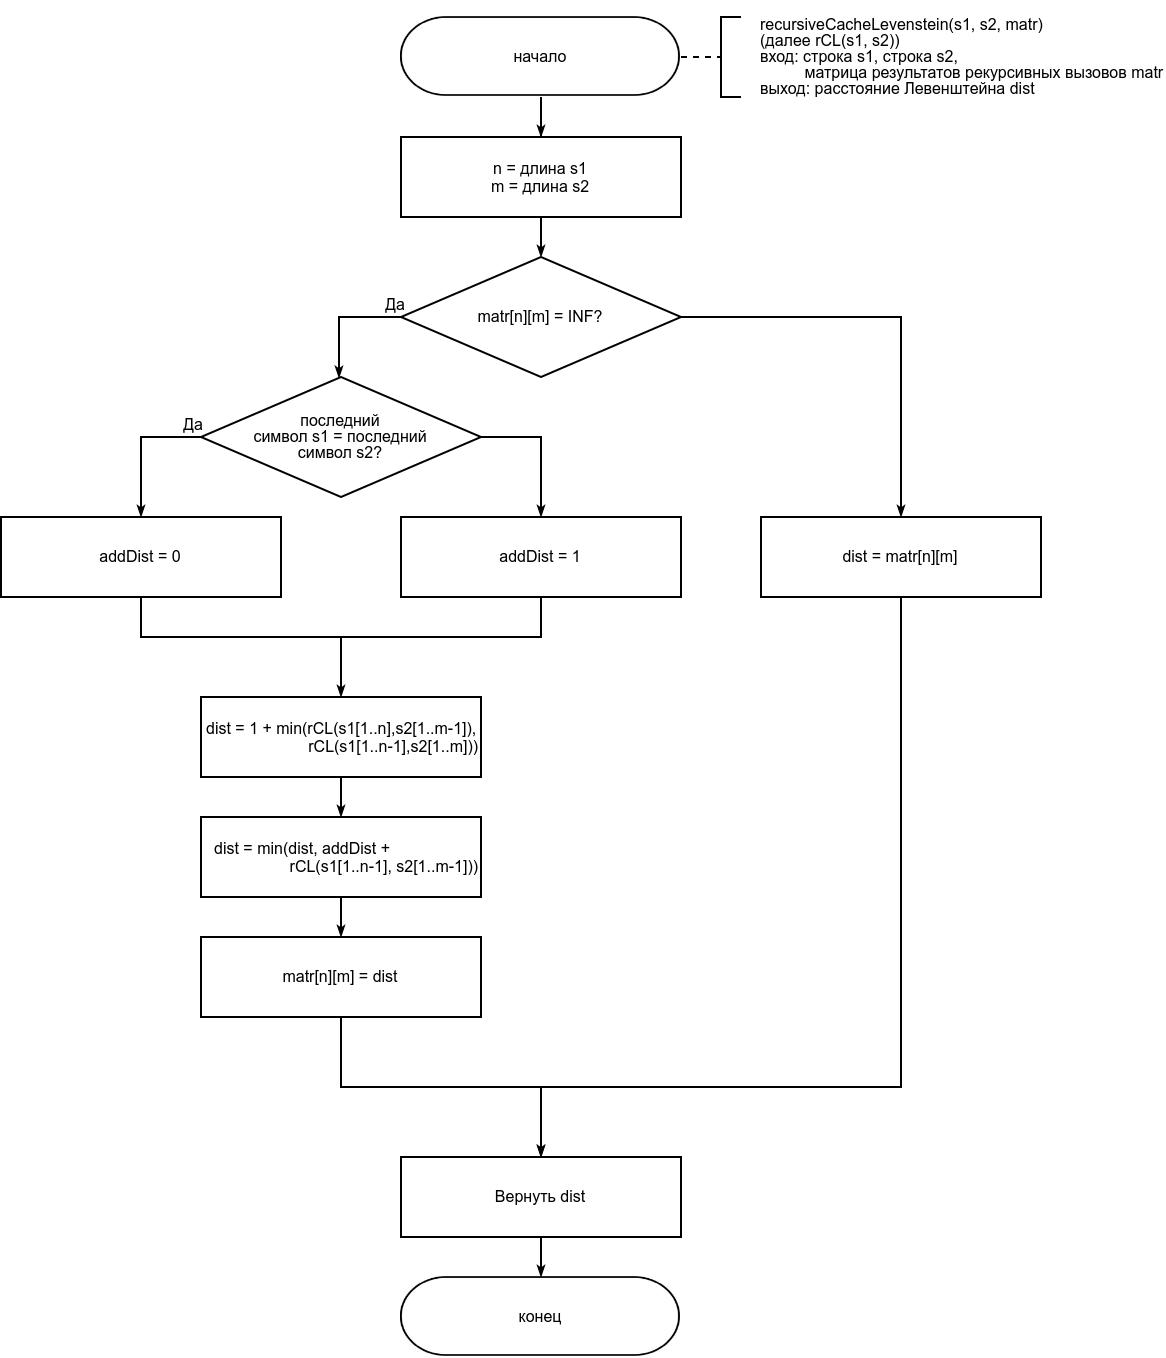 начало
recursiveCacheLevenstein(s1, s2, matr)
(далее rCL(s1, s2))
вход: строка s1, строка s2,
матрица результатов рекурсивных вызовов matr
выход: расстояние Левенштейна dist
n = длина s1
m = длина s2
Да
matr[n][m] = INF?
Да
последний
символ s1 = последний
символ s2?
addDist = 0
addDist = 1
dist = matr[n][m]
dist = 1 + min(rCL(s1[1..n],s2[1..m-1]),
rCL(s1[1..n-1],s2[1..m]))
dist = min(dist, addDist +
rCL(s1[1..n-1], s2[1..m-1]))
matr[n][m] = dist
Вернуть dist
конец